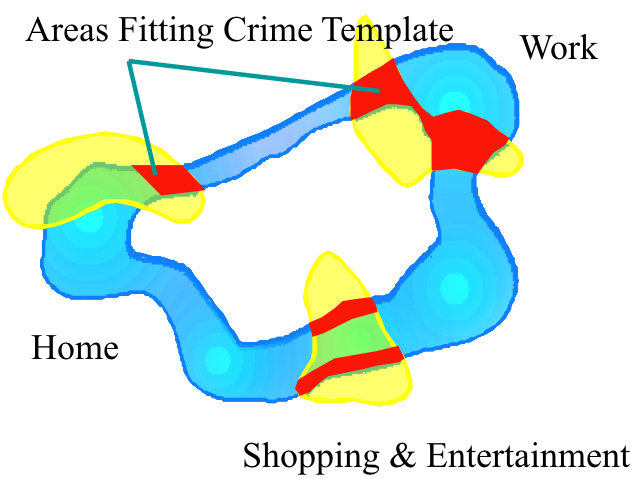 Areas Fitting Crime Template
Work
Home
Shopping & Entertainment